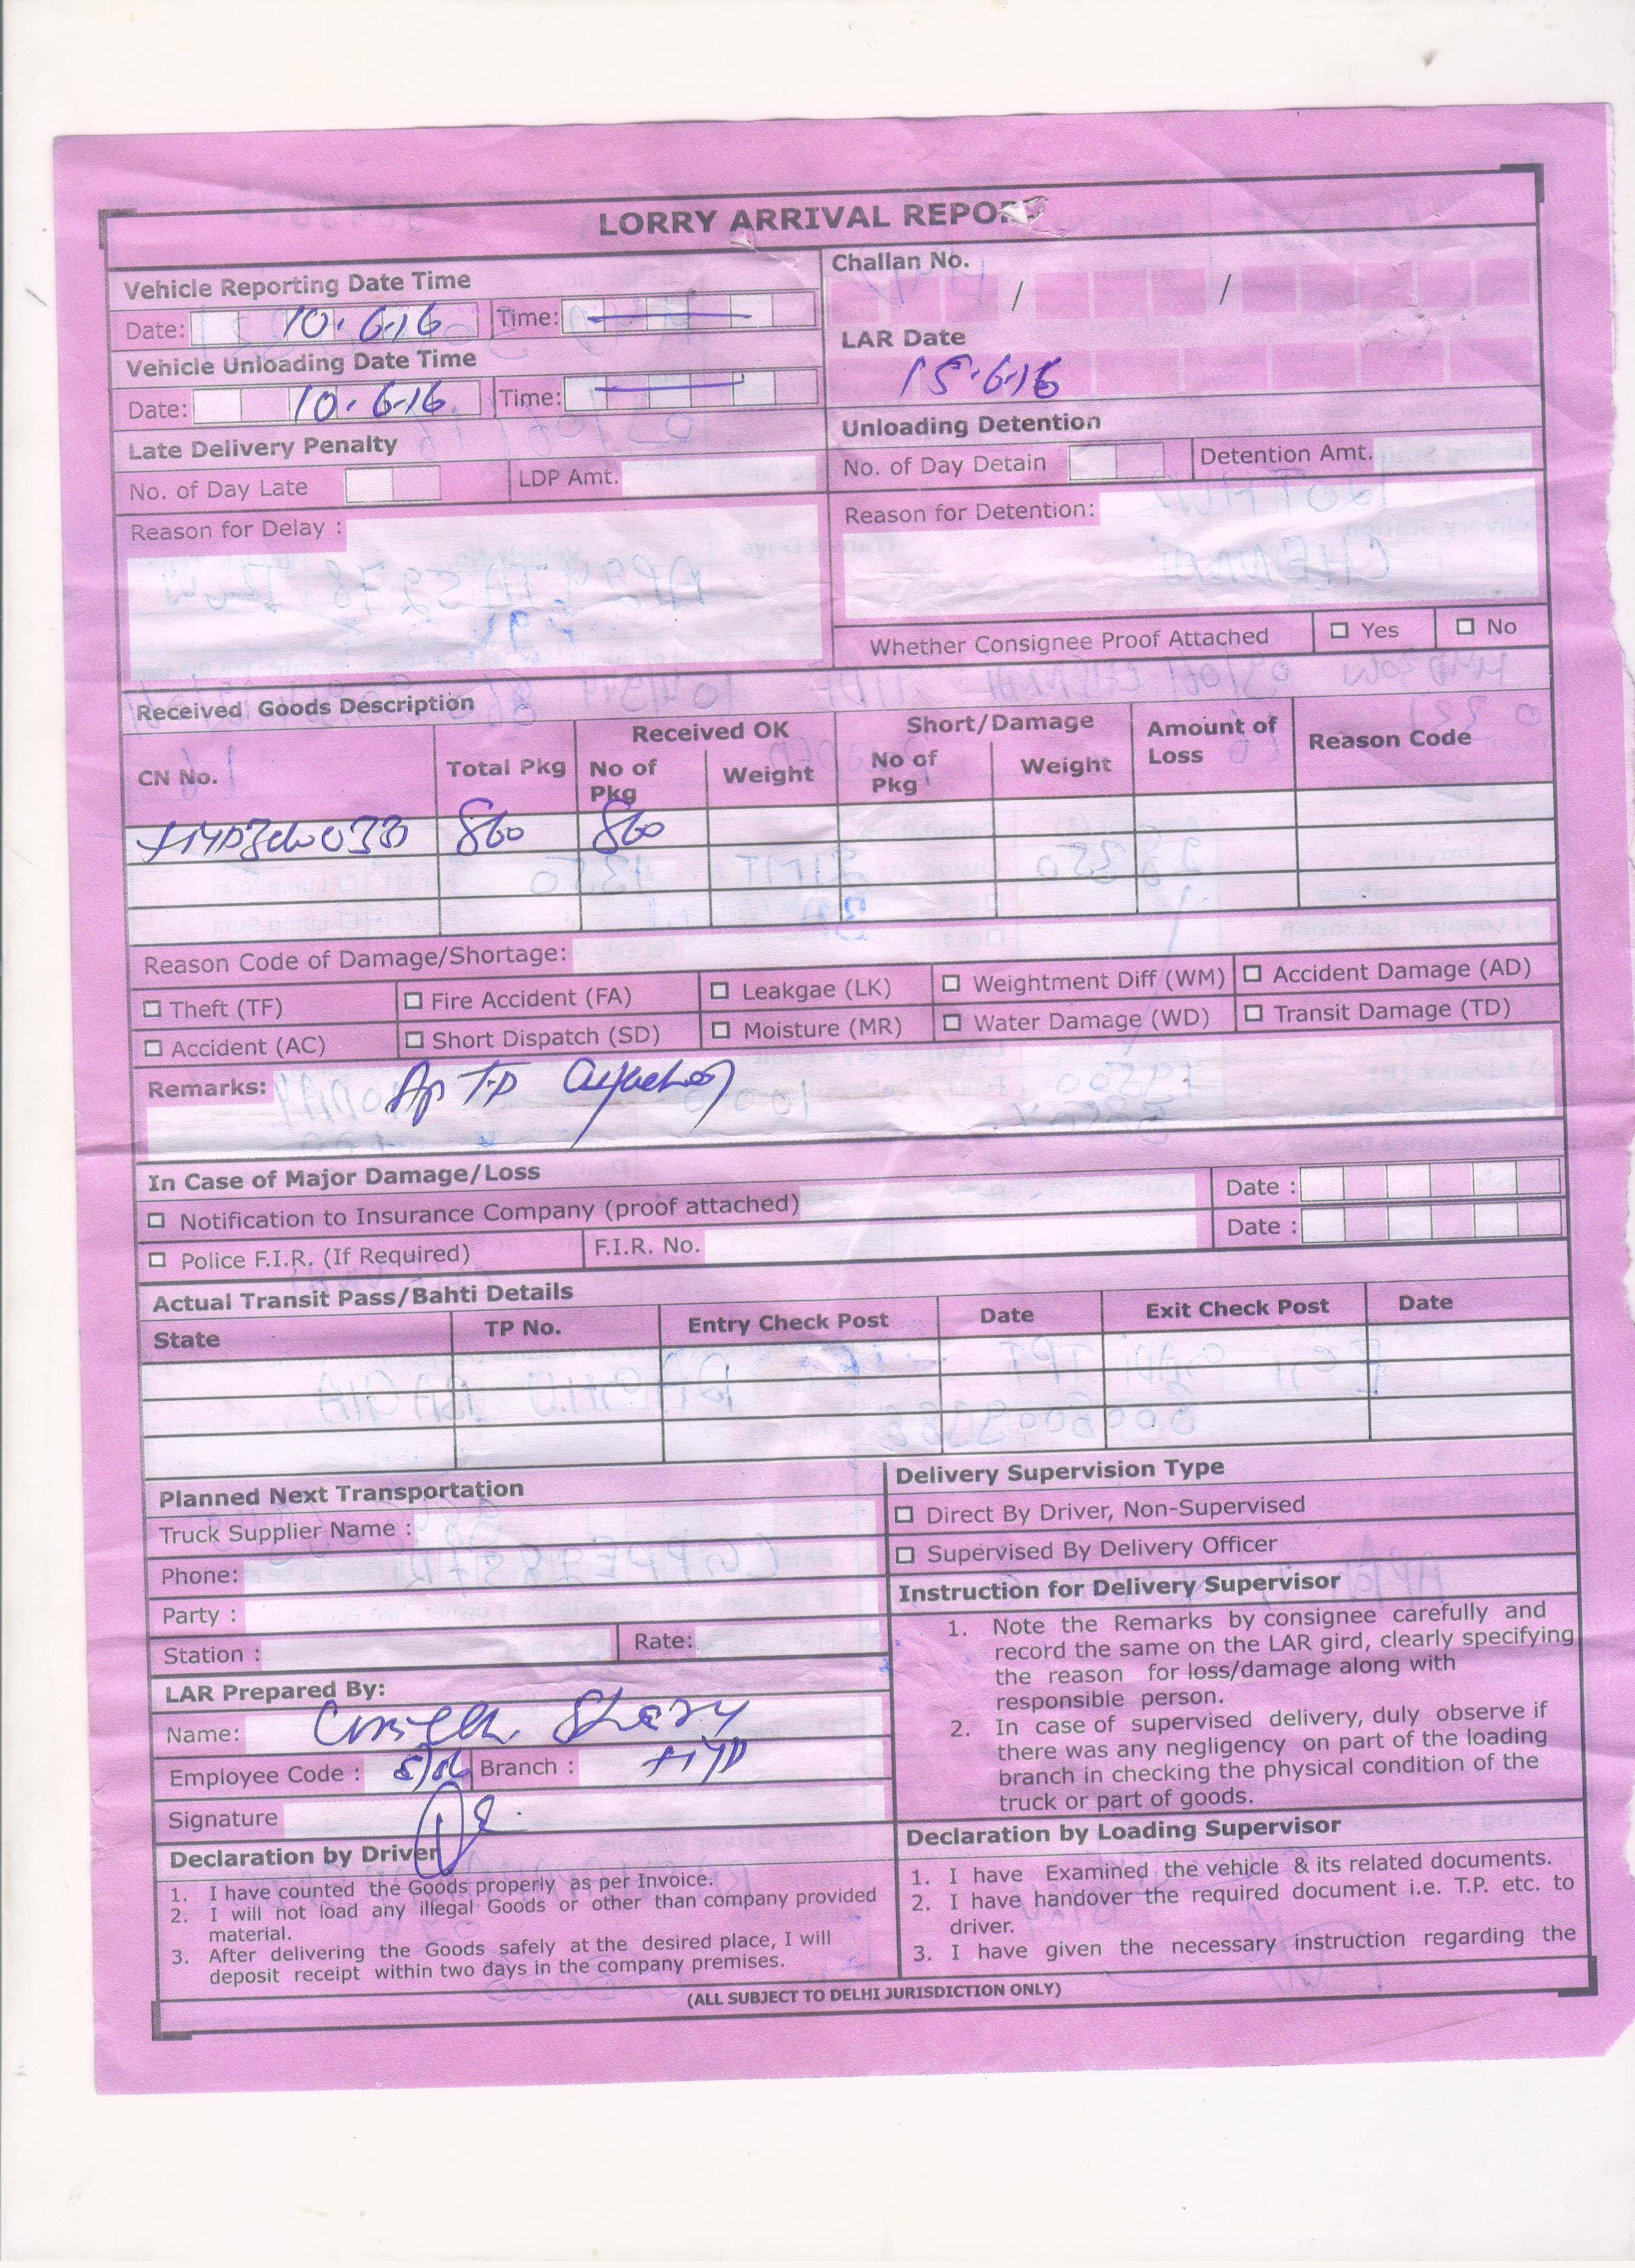 LORRY ARRIVAL REPOR
Vehicle Reporting Date Time
Date: 10.6.16 Time:
Vehicle Unloading Date Time
Date: 10.6.16 Time:
Late Delivery Penalty
No. of Day Late LDP Amt.
Reason for Delay :
Challan No.
/ /
LAR Date
15.6.16
Unloading Detention
No. of Day Detain Detention Amt.
Reason for Detention:
Whether Consignee Proof Attached Yes No
Received Goods Description
CN No. Total Pkg Received OK Short/Damage Amount of Loss Reason Code
No of Pkg Weight No of Pkg Weight
860 860
Reason Code of Damage/Shortage:
Theft (TF) Fire Accident (FA) Leakgae (LK) Weightment Diff (WM) Accident Damage (AD)
Accident (AC) Short Dispatch (SD) Moisture (MR) Water Damage (WD) Transit Damage (TD)
Remarks: Ap TP
In Case of Major Damage/Loss
Notification to Insurance Company (proof attached) Date :
Police F.I.R. (If Required) F.I.R. No. Date :
Actual Transit Pass/Bahti Details
State TP No. Entry Check Post Date Exit Check Post Date
Planned Next Transportation
Truck Supplier Name :
Phone:
Party :
Station : Rate:
LAR Prepared By:
Name:
Employee Code : Branch : HYD
Signature
Declaration by Driver
1. I have counted the Goods properly as per Invoice.
2. I will not load any illegal Goods or other than company provided
material.
3. After delivering the Goods safely at the desired place, I will
deposit receipt within two days in the company premises.
Delivery Supervision Type
Direct By Driver, Non-Supervised
Supervised By Delivery Officer
Instruction for Delivery Supervisor
1. Note the Remarks by consignee carefully and
record the same on the LAR gird, clearly specifying
the reason for loss/damage along with
responsible person.
2. In case of supervised delivery, duly observe if
there was any negligency on part of the loading
branch in checking the physical condition of the
truck or part of goods.
Declaration by Loading Supervisor
1. I have Examined the vehicle & its related documents.
2. I have handover the required document i.e. T.P. etc. to
driver.
3. I have given the necessary instruction regarding the
(ALL SUBJECT TO DELHI JURISDICTION ONLY)